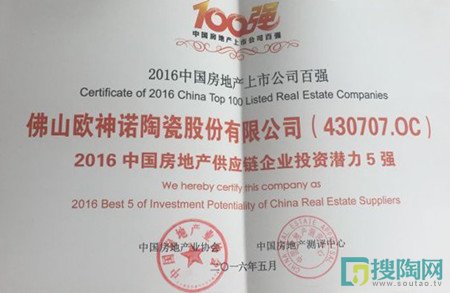 100强
中国房地产上市公司百强
2016中国房地产上市公司百强
Certificate of 2016 China Top 100 Listed Real Estate Companies
佛山欧神诺陶瓷股份有限公司(430707.OC)
2016 中国房地产供应链企业投资潜力 5 强
We hereby certify this company as
2016 Best 5 of Investment Potentiality of China Real Estate Suppliers
中国房地产业协会 中国房地产测评中心
二〇一六年五月
搜陶网
www.soutao.tv